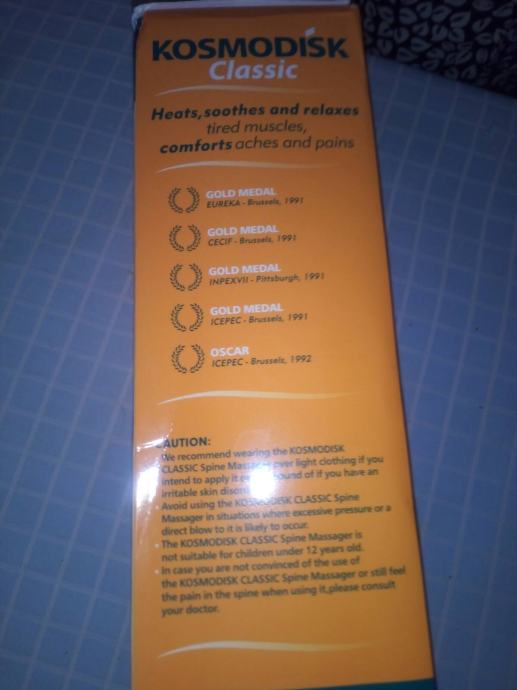 KOSMODISK
Classic
Heats, soothes and relaxes
tired muscles,
comforts aches and pains
GOLD MEDAL
EUREKA - Brussels, 1991
GOLD MEDAL
CECIF - Brussels, 1991
GOLD MEDAL
INPEXVII - Pittsburgh, 1991
GOLD MEDAL
ICEPEC - Brussels, 1991
OSCAR
ICEPEC - Brussels, 1992
CAUTION:
We recommend wearing the KOSMODISK
CLASSIC Spine Massager over light clothing if you
intend to apply it of if you have an
irritable skin
Avoid using the KOSMODISK CLASSIC Spine
Massager in situations where excessive pressure or a
direct blow to it is likely to occur.
• The KOSMODISK CLASSIC Spine Massager is
not suitable for children under 12 years old.
• In case you are not convinced of the use of
the KOSMODISK CLASSIC Spine Massager or still feel
the pain in the spine when using it,please consult
your doctor.